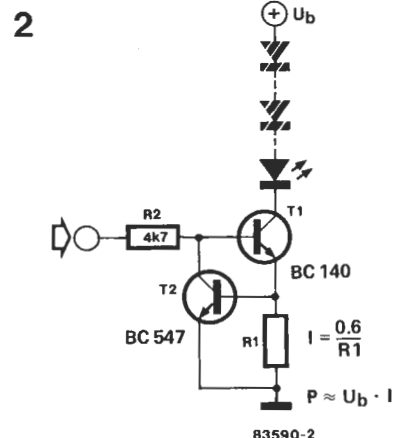 2
+ Ub
R2
4k7
T1
BC 140
T2
BC 547
R1
I = 0.6
R1
P ≈ Ub · I
83590-2